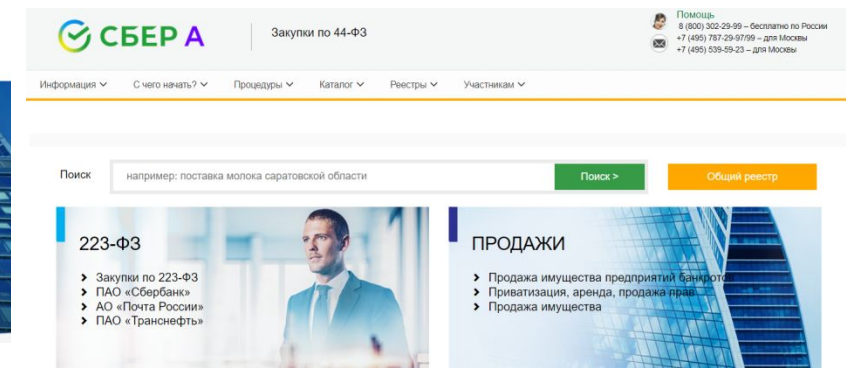 СБЕР А
Закупки по 44-ФЗ
Помощь
8 (800) 302-29-99 – бесплатно по России
+7 (495) 787-29-97/99 – для Москвы
+7 (495) 539-59-23 – для Москвы
Информация С чего начать? Процедуры Каталог Реестры Участникам
Поиск например: поставка молока саратовской области Поиск > Общий реестр
223-ФЗ
Закупки по 223-ФЗ
ПАО «Сбербанк»
АО «Почта России»
ПАО «Транснефть»
ПРОДАЖИ
Продажа имущества предприятий банкротов
Приватизация, аренда, продажа прав
Продажа имущества